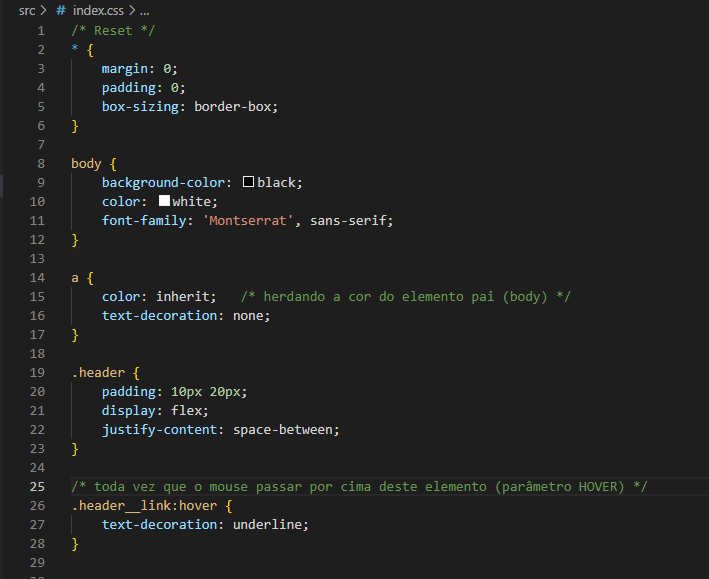 src > # index.css > ...
1 /* Reset */
2 * {
3     margin: 0;
4     padding: 0;
5     box-sizing: border-box;
6 }
7
8 body {
9     background-color: black;
10     color: white;
11     font-family: 'Montserrat', sans-serif;
12 }
13
14 a {
15     color: inherit;   /* herdando a cor do elemento pai (body) */
16     text-decoration: none;
17 }
18
19 .header {
20     padding: 10px 20px;
21     display: flex;
22     justify-content: space-between;
23 }
24
25 /* toda vez que o mouse passar por cima deste elemento (parâmetro HOVER) */
26 .header__link:hover {
27     text-decoration: underline;
28 }
29